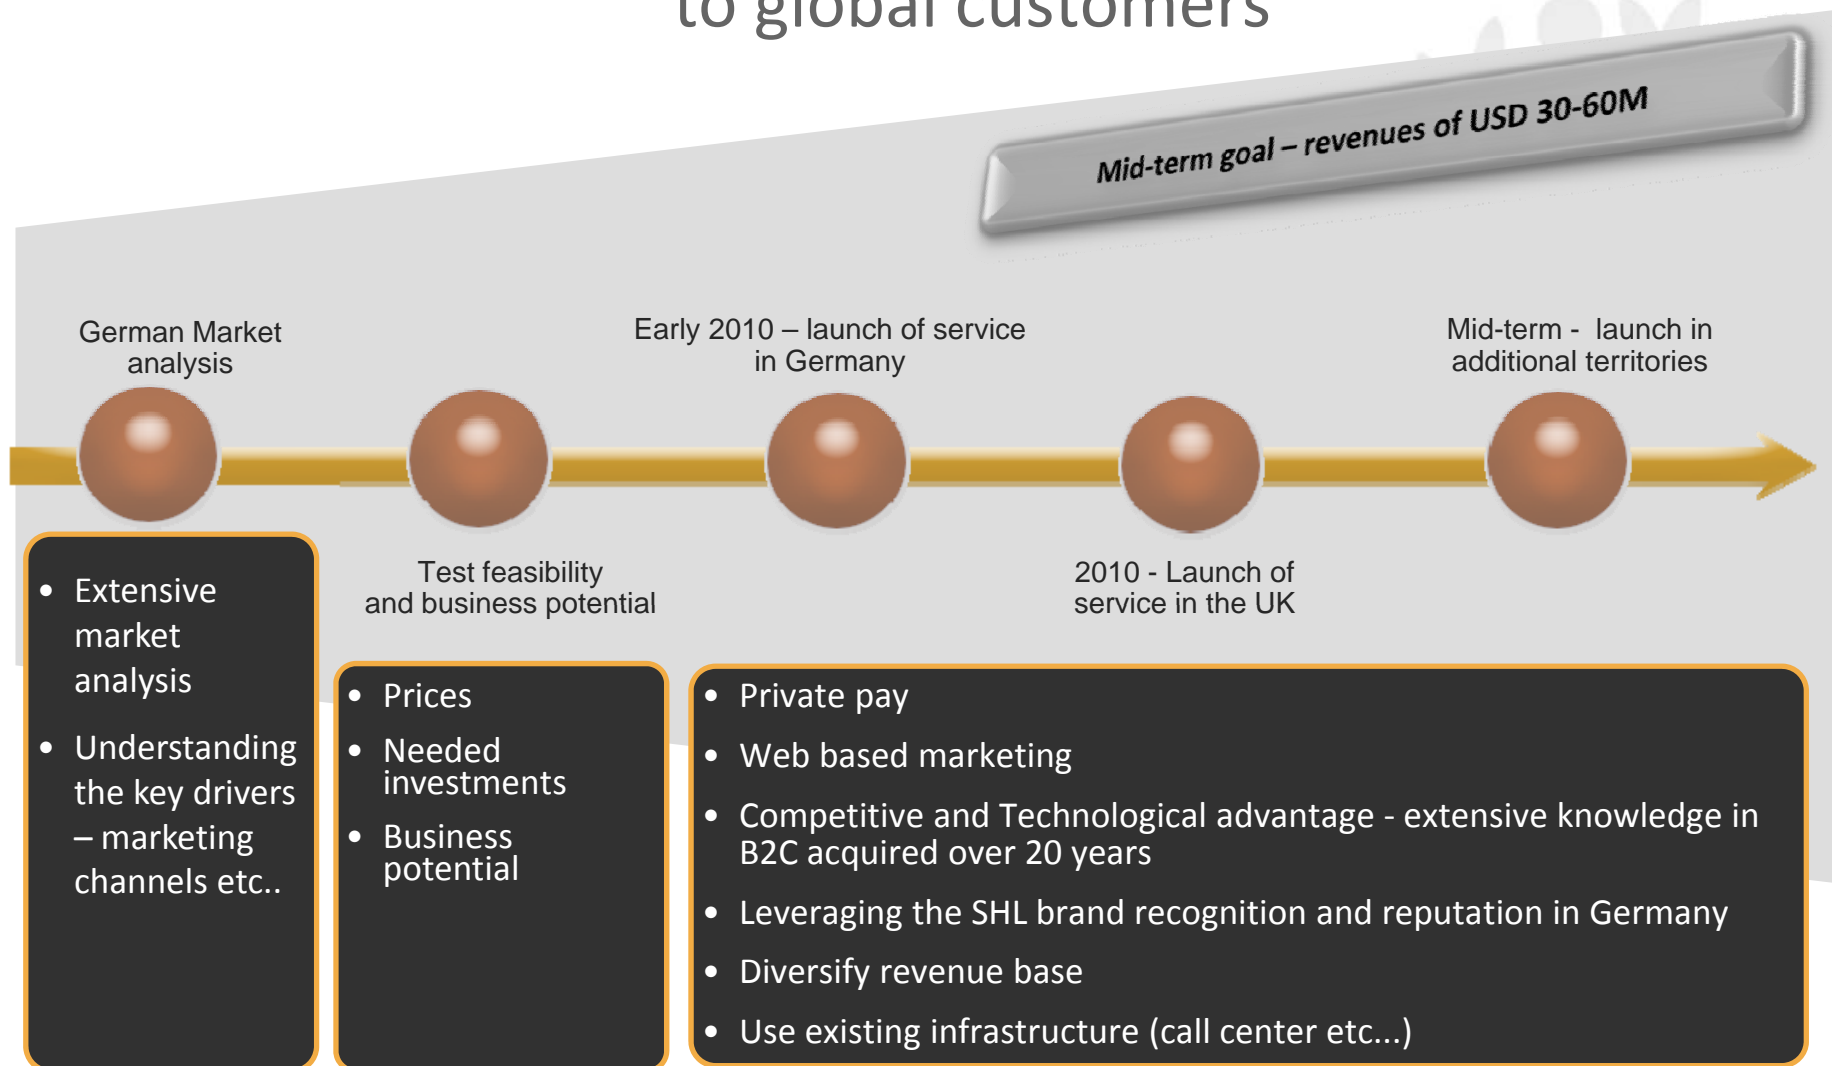 to global customers
Mid-term goal – revenues of USD 30-60M
German Market
analysis
Early 2010 – launch of service
in Germany
Mid-term -  launch in
additional territories
Test feasibility
and business potential
2010 - Launch of
service in the UK
• Extensive
market
analysis
• Understanding
the key drivers
– marketing
channels etc..
• Prices
• Needed
investments
• Business
potential
• Private pay
• Web based marketing
• Competitive and Technological advantage - extensive knowledge in
B2C acquired over 20 years
• Leveraging the SHL brand recognition and reputation in Germany
• Diversify revenue base
• Use existing infrastructure (call center etc...)